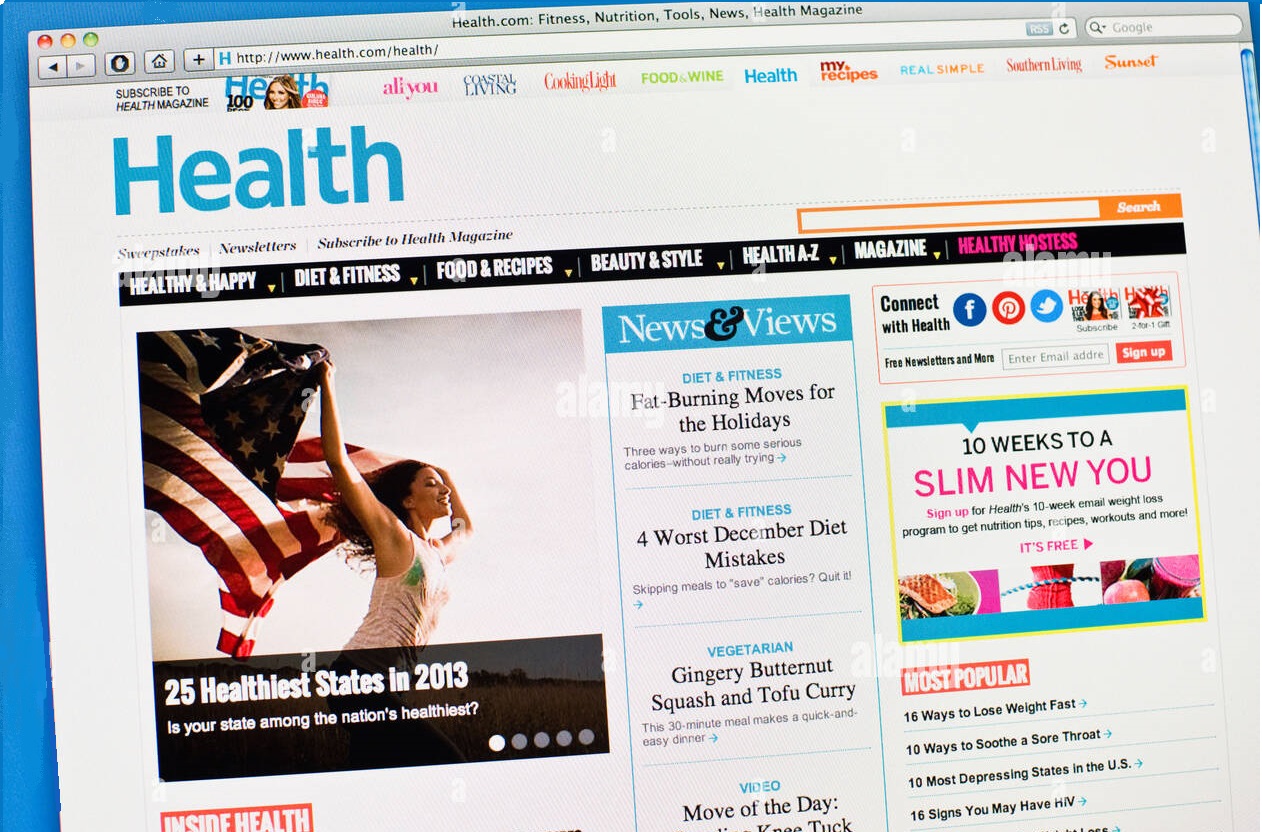 Health.com: Fitness, Nutrition, Tools, News, Health Magazine
http://www.health.com/health/
RSS
Google
SUBSCRIBE TO
HEALTH MAGAZINE
Health
100
ali you
COASTAL
LIVING
Cooking Light
FOOD & WINE
Health
my
recipes
REAL SIMPLE
Southern Living
Sunset
Health
Search
Sweepstakes | Newsletters | Subscribe to Health Magazine
HEALTHY & HAPPY | DIET & FITNESS | FOOD & RECIPES | BEAUTY & STYLE | HEALTH A-Z | MAGAZINE | HEALTHY HOSTESS
25 Healthiest States in 2013
Is your state among the nation's healthiest?
INSIDE HEALTH
News & Views
DIET & FITNESS
Fat-Burning Moves for
the Holidays
Three ways to burn some serious
calories–without really trying →
DIET & FITNESS
4 Worst December Diet
Mistakes
Skipping meals to "save" calories? Quit it!
→
VEGETARIAN
Gingery Butternut
Squash and Tofu Curry
This 30-minute meal makes a quick-and-
easy dinner →
VIDEO
Move of the Day:
Knee Tuck
Connect
with Health
Health
Subscribe
2-for-1 Gift
Free Newsletters and More
Enter Email addre
Sign up
10 WEEKS TO A
SLIM NEW YOU
Sign up for Health's 10-week email weight loss
program to get nutrition tips, recipes, workouts and more!
IT'S FREE
MOST POPULAR
16 Ways to Lose Weight Fast →
10 Ways to Soothe a Sore Throat →
10 Most Depressing States in the U.S. →
16 Signs You May Have HIV →
alamy
alamy
alamy
alamy